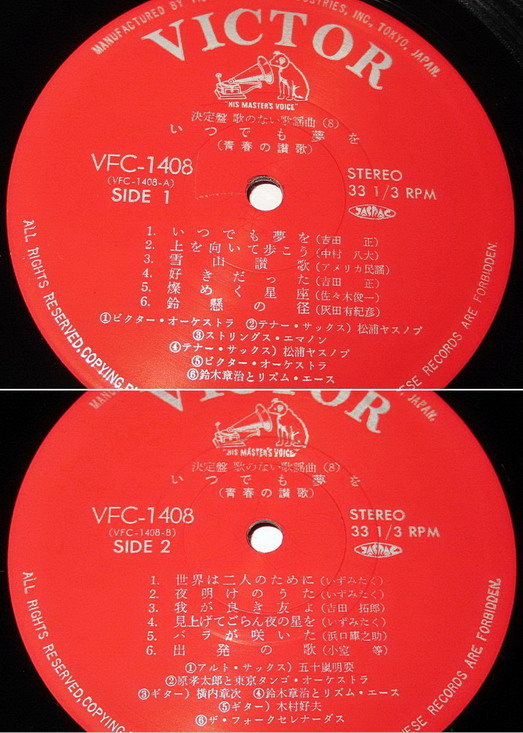 MANUFACTURED BY VICTOR INDUSTRIES, INC., TOKYO, JAPAN.
VICTOR
"HIS MASTER'S VOICE"
決定盤 歌のない歌謡曲 (8)
いつでも夢を
(青春の讃歌)
VFC-1408
(VFC-1408-A)
SIDE 1
STEREO
33 1/3 RPM
1. いつでも夢を(吉田 正)
2. 上を向いて歩こう(中村 八大)
3. 雪山讃歌(アメリカ民謡)
4. 好きだった(吉田 正)
5. 燦めく星座(佐々木俊一)
6. 鈴懸の径(灰田有紀彦)
①ビクター・オーケストラ ②テナー・サックス)松浦ヤスノブ
③ストリングス・エマノン
④テナー・サックス)松浦ヤスノブ
⑤ビクター・オーケストラ
⑥鈴木章治とリズム・エース
ALL RIGHTS RESERVED, COPYING,
THESE RECORDS ARE FORBIDDEN.
VICTOR
"HIS MASTER'S VOICE"
決定盤 歌のない歌謡曲 (8)
いつでも夢を
(青春の讃歌)
VFC-1408
(VFC-1408-B)
SIDE 2
STEREO
33 1/3 RPM
1. 世界は二人のために(いずみたく)
2. 夜明けのうた(いずみたく)
3. 我が良き友よ(吉田 拓郎)
4. 見上げてごらん夜の星を(いずみたく)
5. バラが咲いた(浜口庫之助)
6. 出発の歌(小室 等)
①アルト・サックス)五十嵐明要
②原孝太郎と東京タンゴ・オーケストラ
③ギター)横内章次 ④鈴木章治とリズム・エース
⑤ギター)木村好夫
⑥ザ・フォークセレナーダス
ALL RIGHTS RESERVED, COPYING,
THESE RECORDS ARE FORBIDDEN.